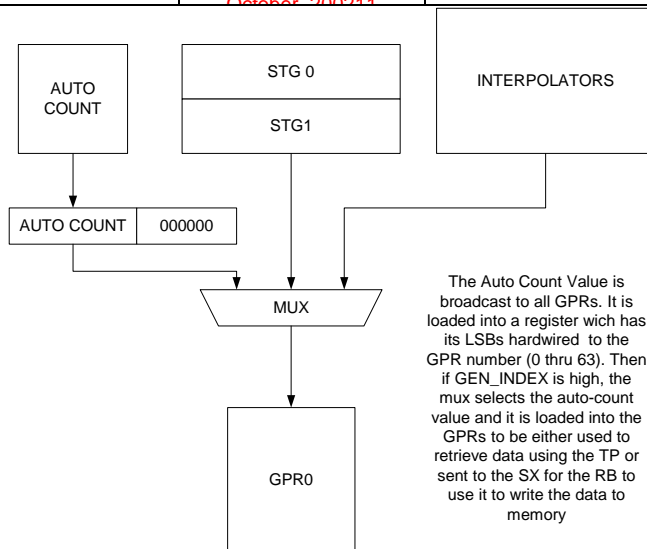 AUTO
COUNT
STG 0
STG1
INTERPOLATORS
AUTO COUNT
000000
MUX
The Auto Count Value is
broadcast to all GPRs. It is
loaded into a register wich has
its LSBs hardwired to the
GPR number (0 thru 63). Then
if GEN_INDEX is high, the
mux selects the auto-count
value and it is loaded into the
GPRs to be either used to
retrieve data using the TP or
sent to the SX for the RB to
use it to write the data to
memory
GPR0